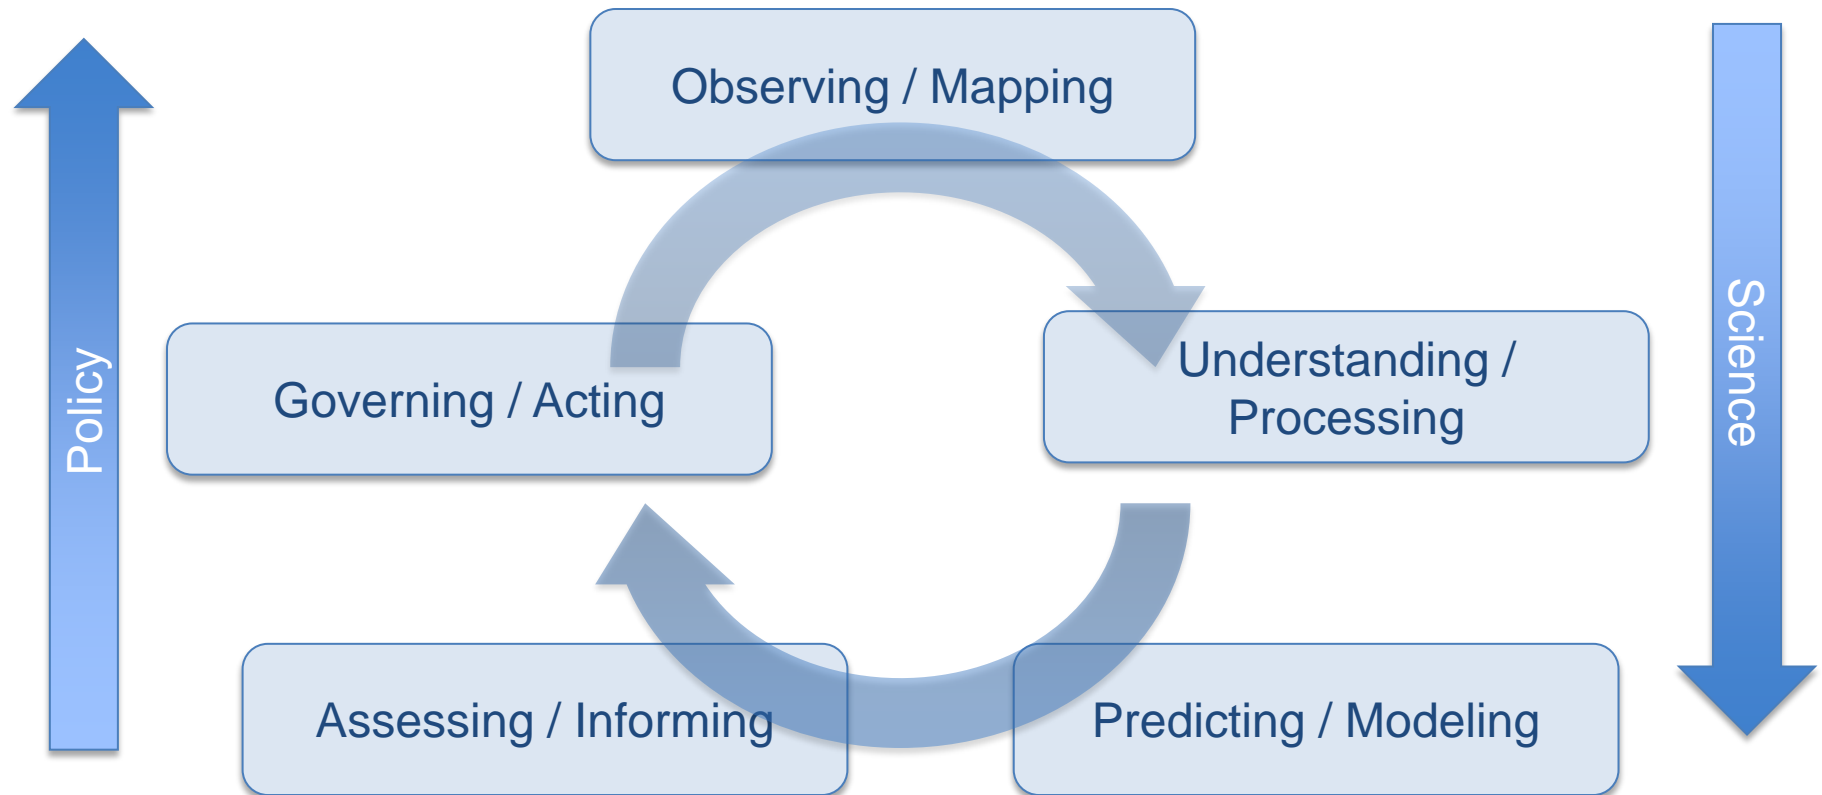 Observing / Mapping
Policy
Governing / Acting
Understanding /
Processing
Science
Assessing / Informing
Predicting / Modeling